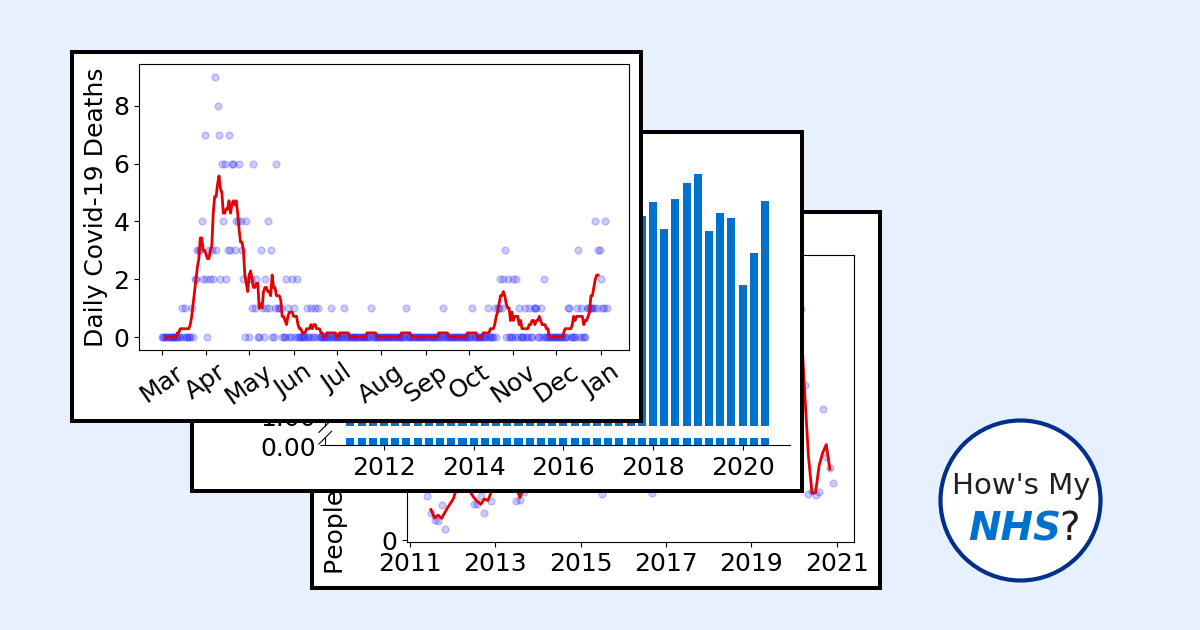 Daily Covid-19 Deaths
8
6
4
2
0
Mar Apr May Jun Jul Aug Sep Oct Nov Dec Jan
0.00
2012 2014 2016 2018 2020
People
0
2011 2013 2015 2017 2019 2021
How's My
NHS?